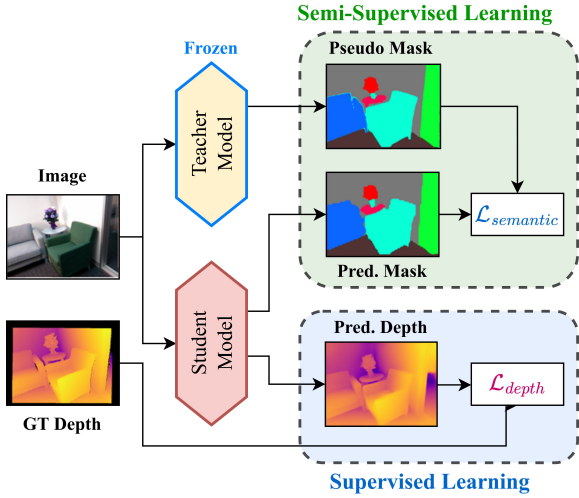 Semi-Supervised Learning
Frozen
Pseudo Mask
Teacher
Model
Image
ℒsemantic
Pred. Mask
Student
Model
Pred. Depth
ℒdepth
GT Depth
Supervised Learning